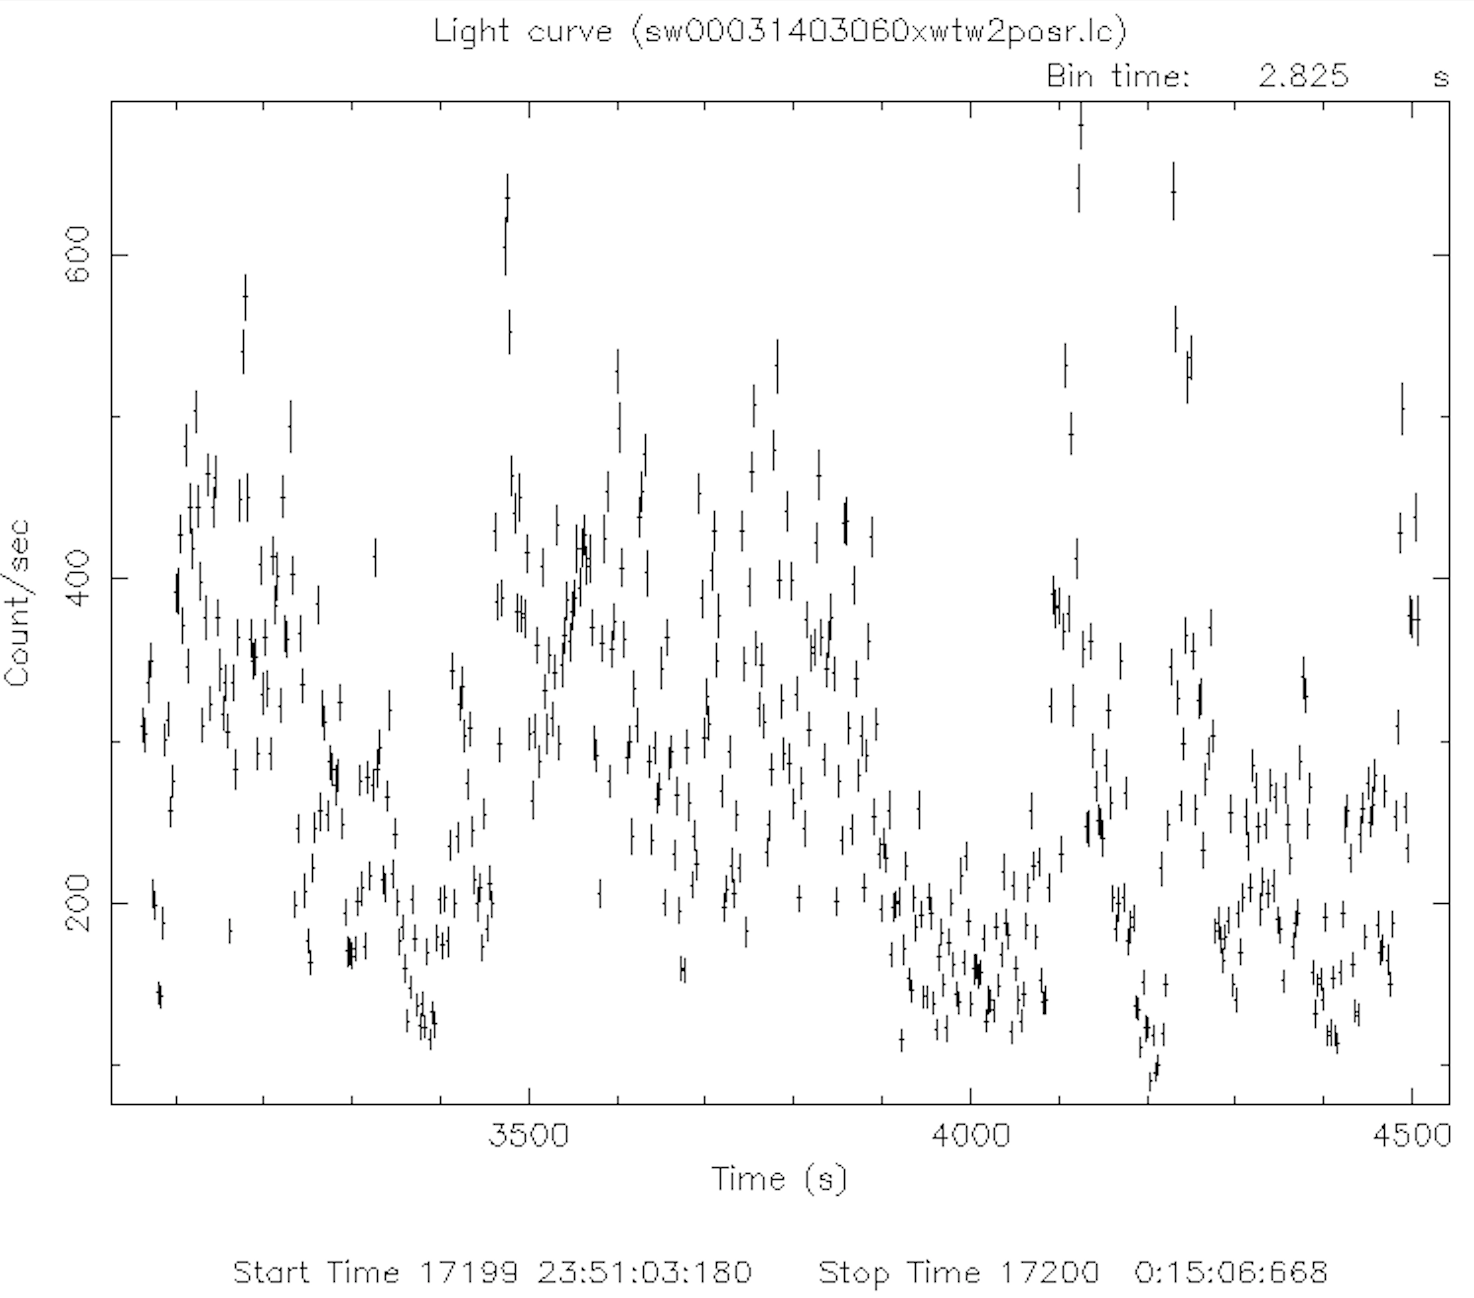 Light curve (sw00031403060xwtw2posr.lc)
Bin time: 2.825 s
Count/sec
600
400
200
3500 4000 4500
Time (s)
Start Time 17199 23:51:03:180 Stop Time 17200 0:15:06:668